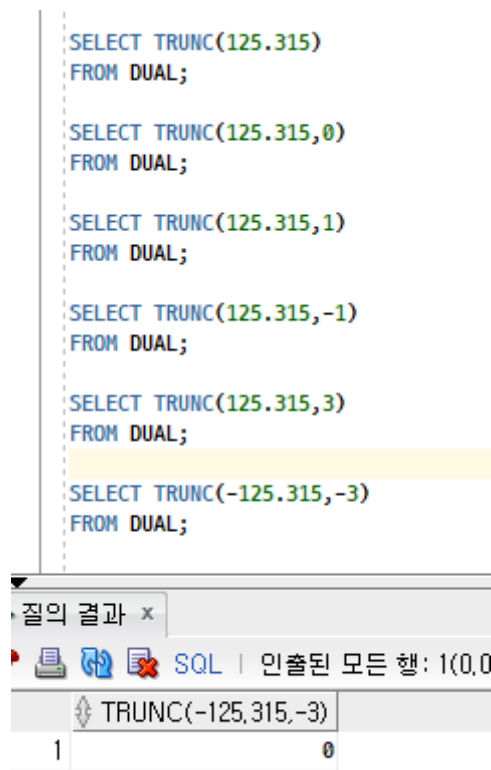 SELECT TRUNC(125.315)
FROM DUAL;
SELECT TRUNC(125.315,0)
FROM DUAL;
SELECT TRUNC(125.315,1)
FROM DUAL;
SELECT TRUNC(125.315,-1)
FROM DUAL;
SELECT TRUNC(125.315,3)
FROM DUAL;
SELECT TRUNC(-125.315,-3)
FROM DUAL;
질의 결과 ×
SQL | 인출된 모든 행: 1(0,0
TRUNC(-125,315,-3)
1 0